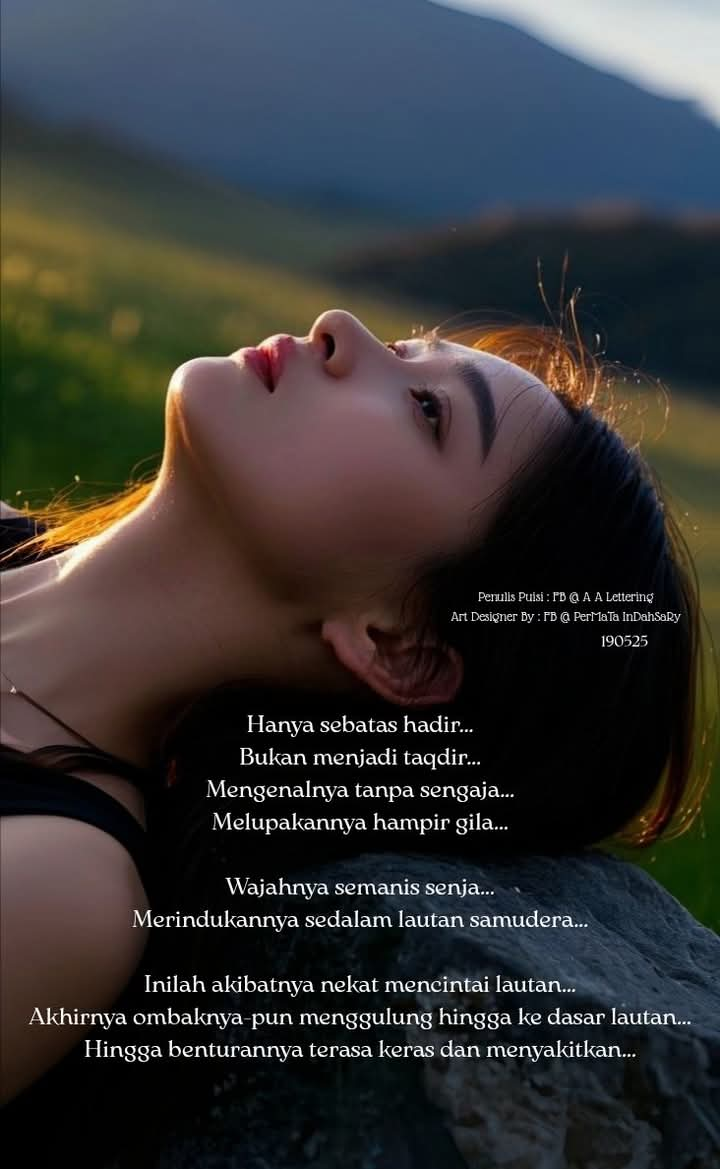 Penulis Puisi : FB @ A A Lettering
Art Designer By : FB @ PerMaTa InDahSaRy
190525
Hanya sebatas hadir...
Bukan menjadi taqdir...
Mengenalnya tanpa sengaja...
Melupakannya hampir gila...
Wajahnya semanis senja...
Merindukannya sedalam lautan samudera...
Inilah akibatnya nekat mencintai lautan...
Akhirnya ombaknya-pun menggulung hingga ke dasar lautan...
Hingga benturannya terasa keras dan menyakitkan...